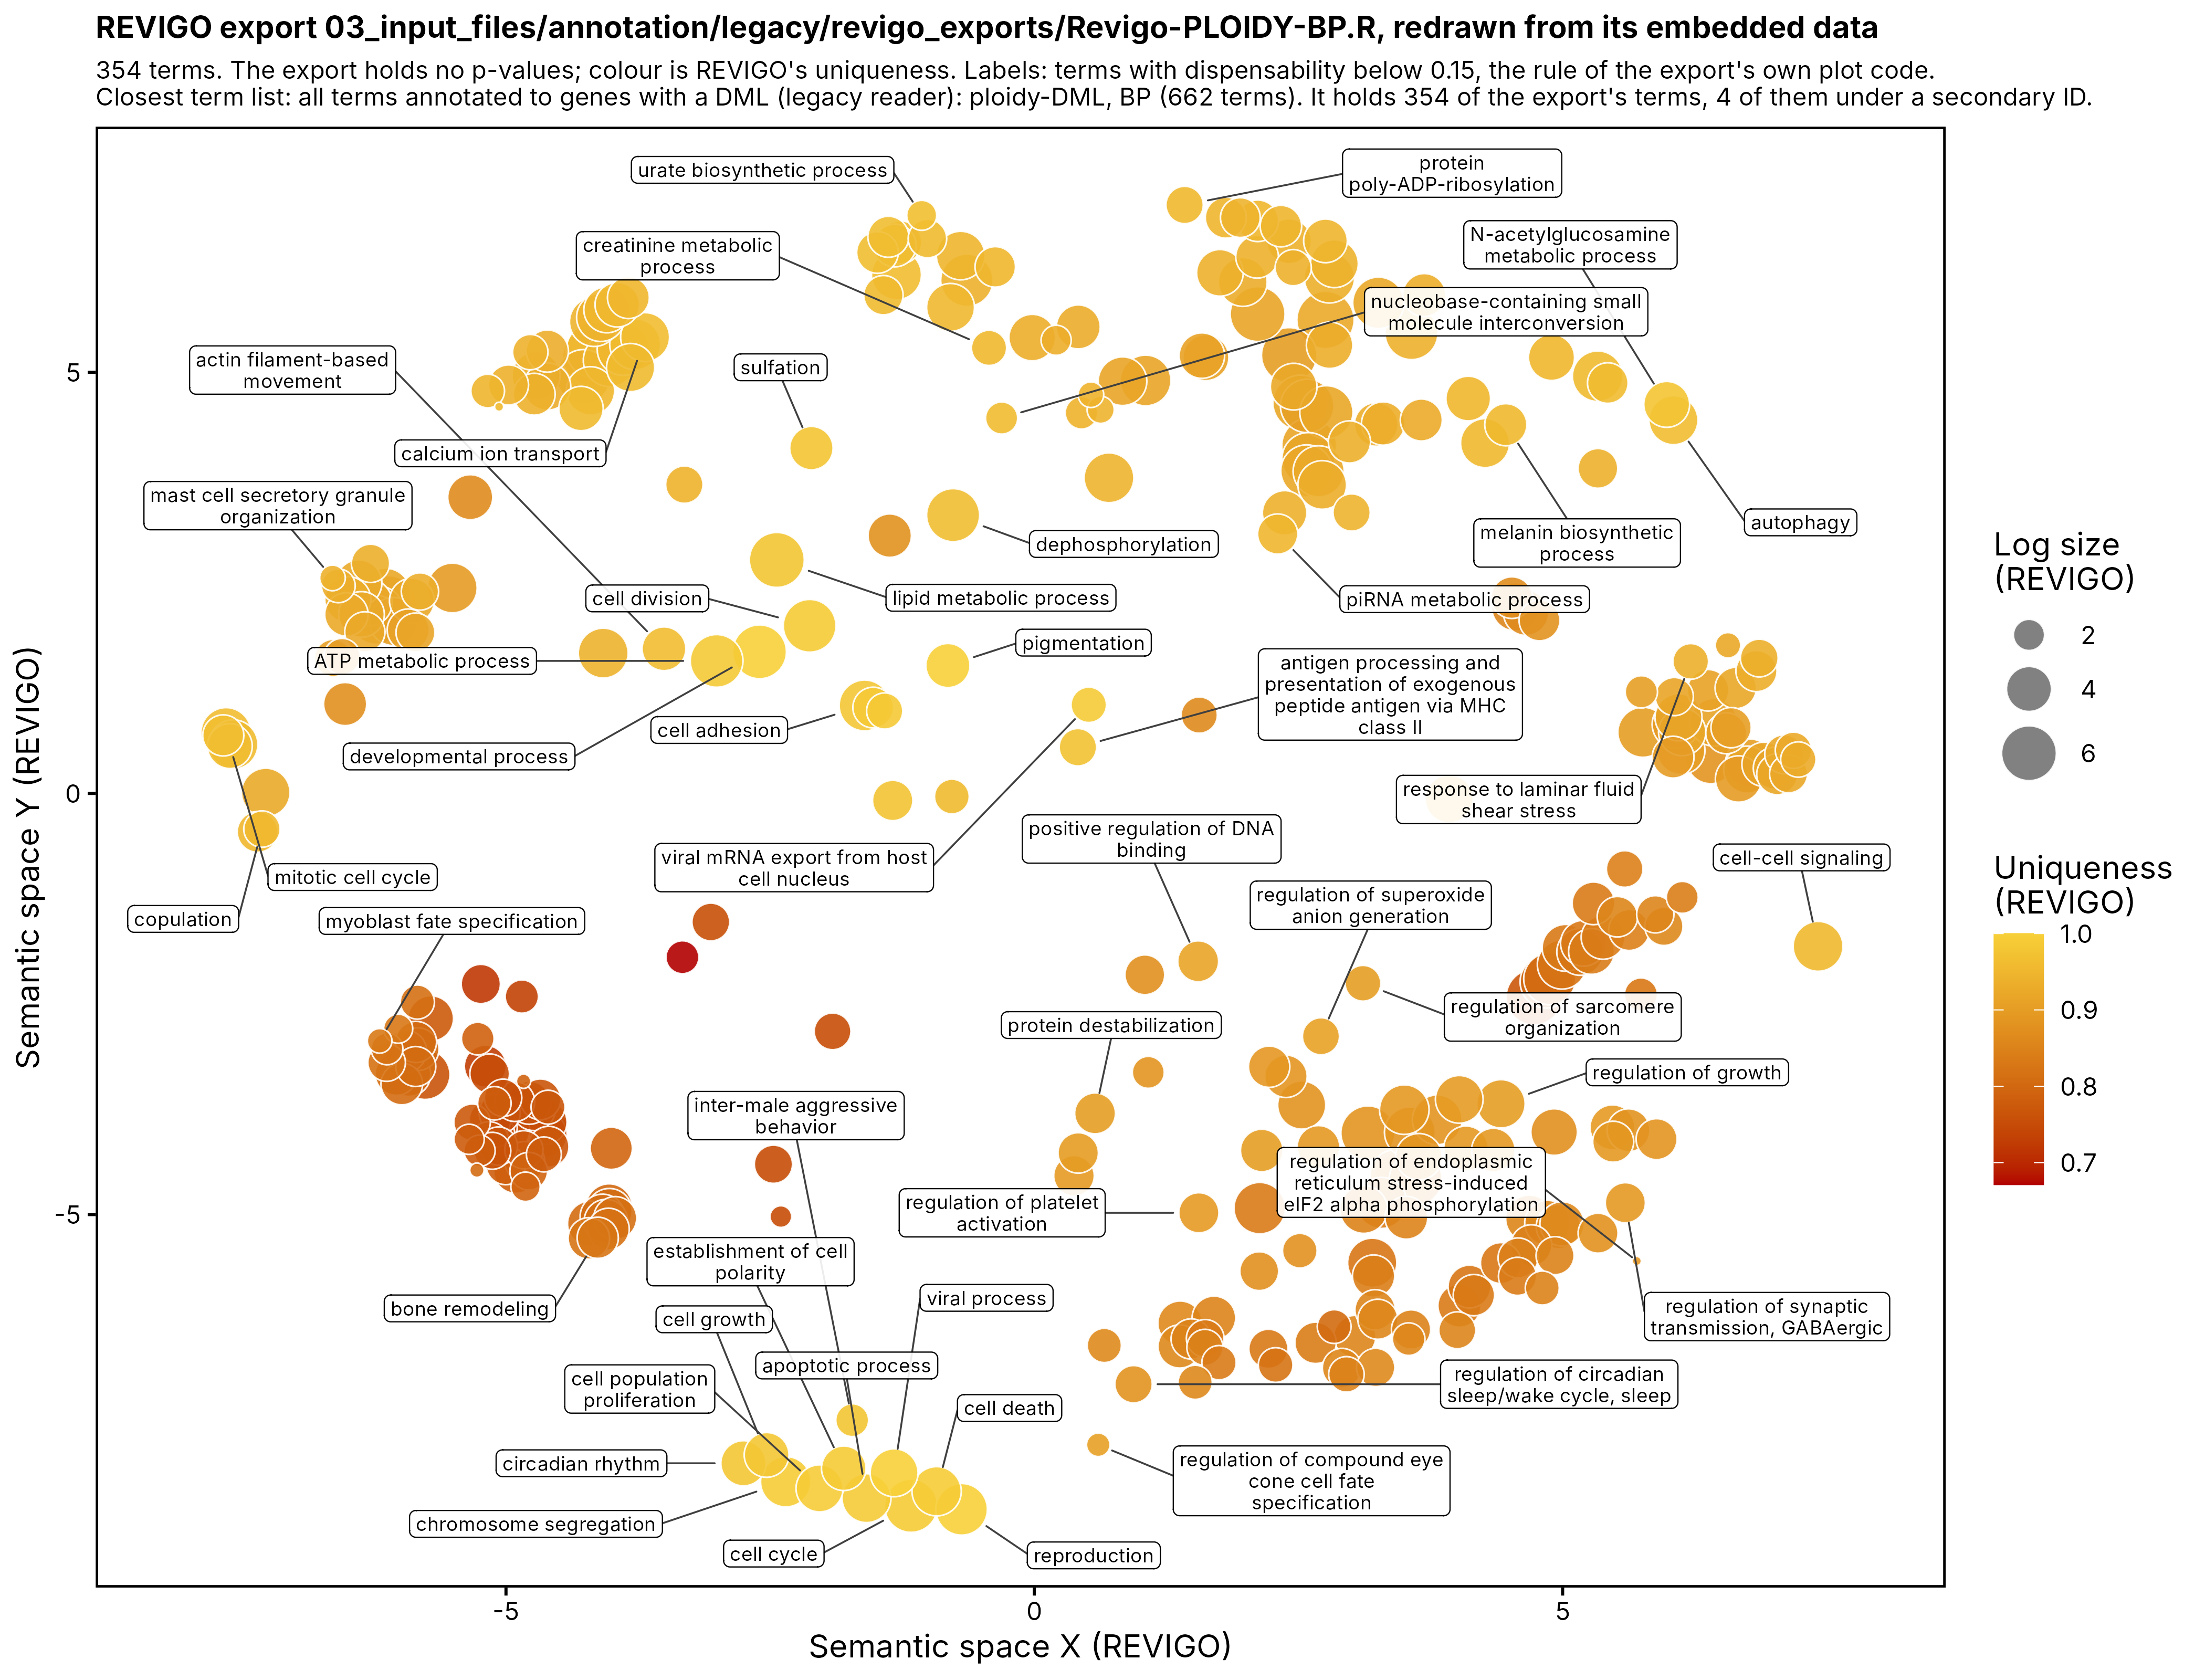 REVIGO export 03_input_files/annotation/legacy/revigo_exports/Revigo-PLOIDY-BP.R, redrawn from its embedded data
354 terms. The export holds no p-values; colour is REVIGO's uniqueness. Labels: terms with dispensability below 0.15, the rule of the export's own plot code.
Closest term list: all terms annotated to genes with a DML (legacy reader): ploidy-DML, BP (662 terms). It holds 354 of the export's terms, 4 of them under a secondary ID.
urate biosynthetic process
protein
poly-ADP-ribosylation
creatinine metabolic
process
N-acetylglucosamine
metabolic process
nucleobase-containing small
molecule interconversion
actin filament-based
movement
sulfation
calcium ion transport
mast cell secretory granule
organization
autophagy
melanin biosynthetic
process
dephosphorylation
cell division
lipid metabolic process
piRNA metabolic process
ATP metabolic process
pigmentation
antigen processing and
presentation of exogenous
peptide antigen via MHC
class II
cell adhesion
developmental process
response to laminar fluid
shear stress
positive regulation of DNA
binding
viral mRNA export from host
cell nucleus
cell-cell signaling
mitotic cell cycle
copulation
myoblast fate specification
regulation of superoxide
anion generation
regulation of sarcomere
organization
protein destabilization
regulation of growth
inter-male aggressive
behavior
regulation of endoplasmic
reticulum stress-induced
eIF2 alpha phosphorylation
regulation of platelet
activation
establishment of cell
polarity
bone remodeling
viral process
cell growth
regulation of synaptic
transmission, GABAergic
apoptotic process
cell population
proliferation
regulation of circadian
sleep/wake cycle, sleep
cell death
circadian rhythm
regulation of compound eye
cone cell fate
specification
chromosome segregation
cell cycle
reproduction
5
0
-5
-5
0
5
Semantic space X (REVIGO)
Semantic space Y (REVIGO)
Log size
(REVIGO)
2
4
6
Uniqueness
(REVIGO)
1.0
0.9
0.8
0.7